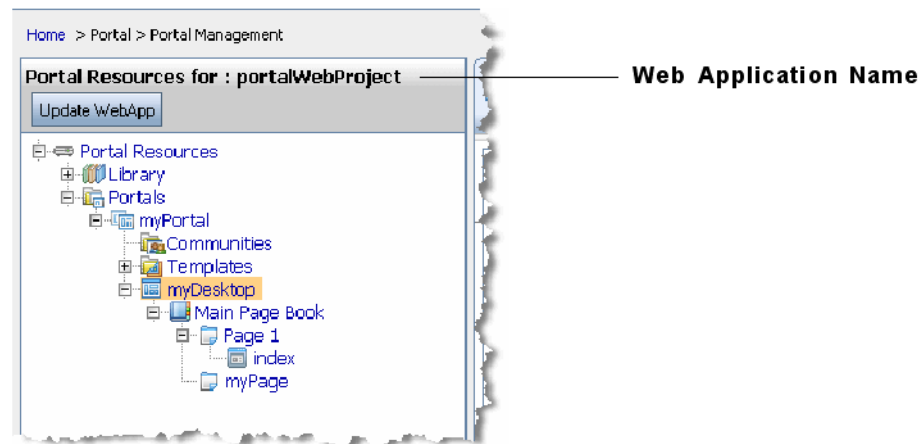 Home > Portal > Portal Management
Portal Resources for : portalWebProject
Web Application Name
Update WebApp
Portal Resources
Library
Portals
myPortal
Communities
Templates
myDesktop
Main Page Book
Page 1
index
myPage